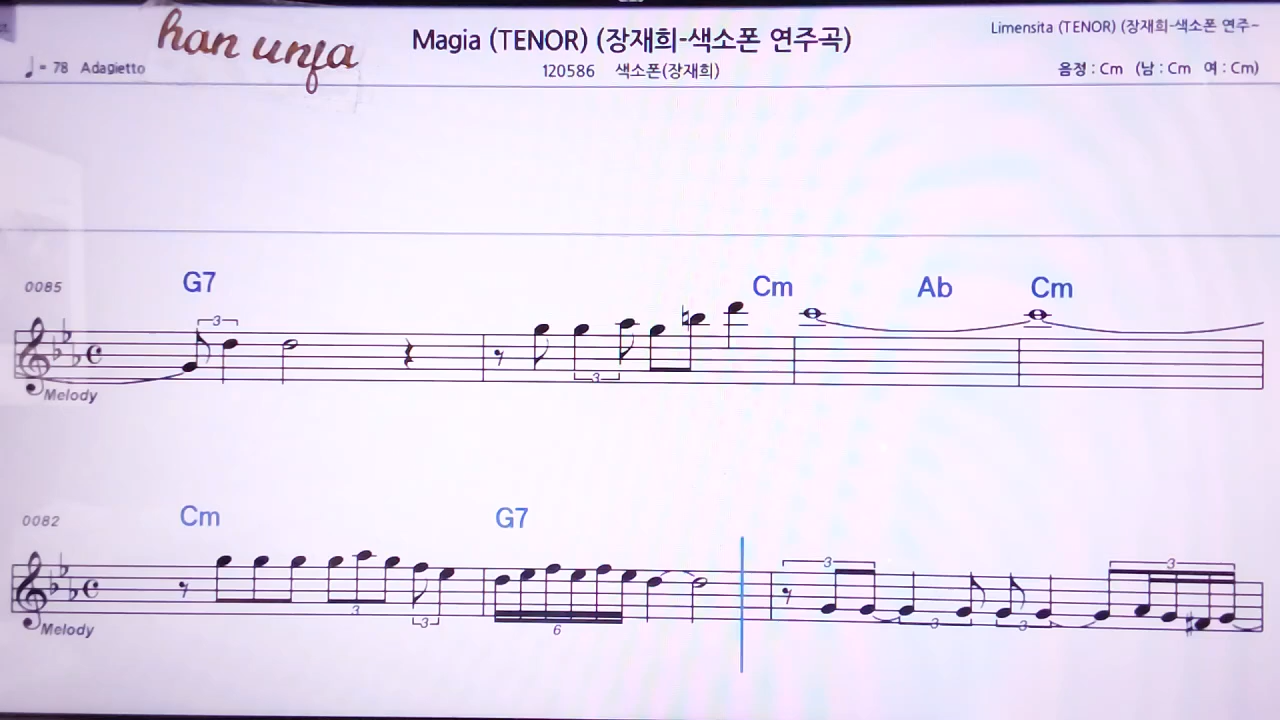 han unja
Magia (TENOR) (장재희-색소폰 연주곡)
Limensita (TENOR) (장재희-색소폰 연주~
♩ = 78 Adagietto
120586 색소폰(장재희)
음정 : Cm (남 : Cm 여 : Cm)
0085
G7 Cm Ab Cm
3 3
Melody
0082
Cm G7
3 3 6 3 3 3 3
Melody